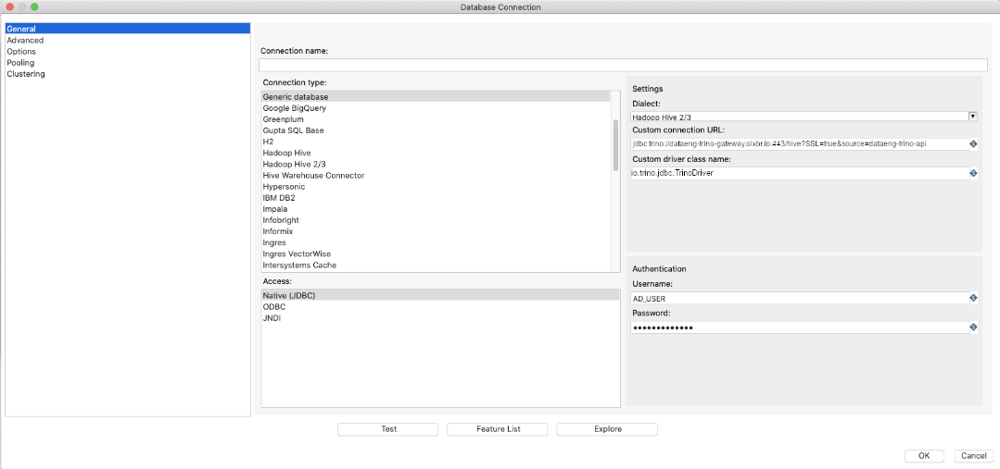 Database Connection
General
Advanced
Options
Pooling
Clustering
Connection name:
Connection type:
Generic database
Google BigQuery
Greenplum
Gupta SQL Base
H2
Hadoop Hive
Hadoop Hive 2/3
Hive Warehouse Connector
Hypersonic
IBM DB2
Impala
Infobright
Informix
Ingres
Ingres VectorWise
Intersystems Cache
Access:
Native (JDBC)
ODBC
JNDI
Settings
Dialect:
Hadoop Hive 2/3
Custom connection URL:
jdbc:trino://dataeng-trino-gateway.olxbr.io:443/hive?SSL=true&source=dataeng-trino-api
Custom driver class name:
io.trino.jdbc.TrinoDriver
Authentication
Username:
AD_USER
Password:
•••••••••••••
Test
Feature List
Explore
OK
Cancel